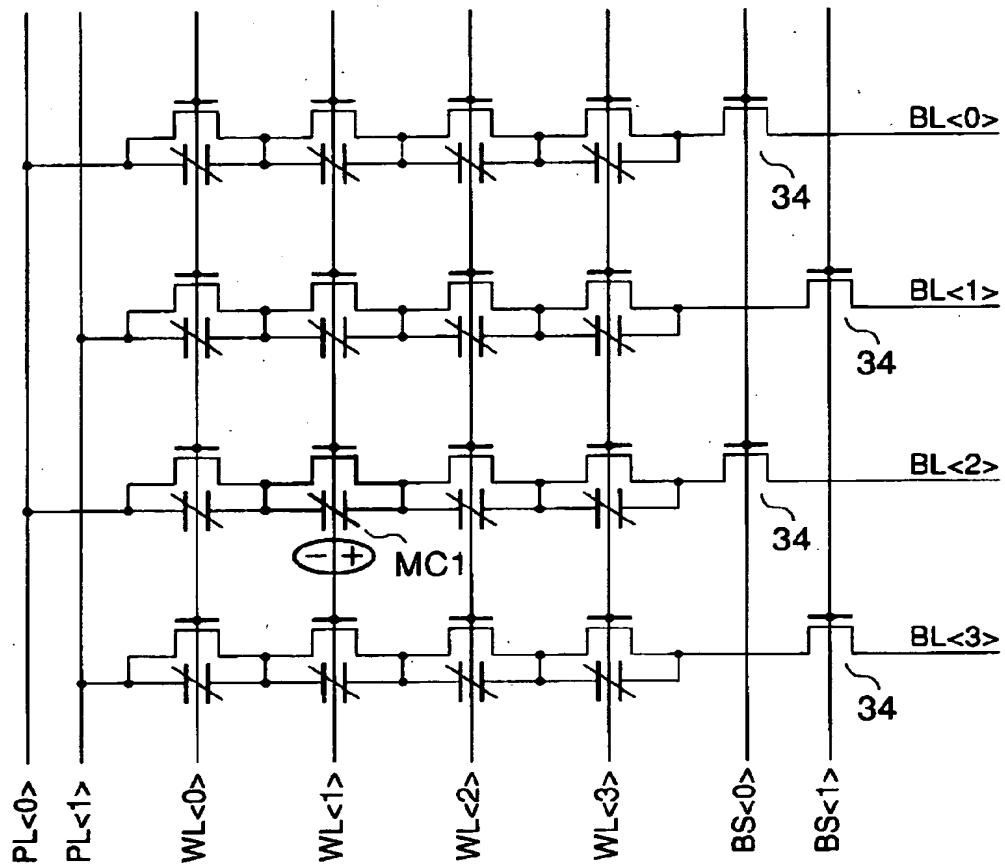 BL<0>
34
BL<1>
34
BL<2>
34
MC1
− +
BL<3>
34
PL<0>
PL<1>
WL<0>
WL<1>
WL<2>
WL<3>
BS<0>
BS<1>